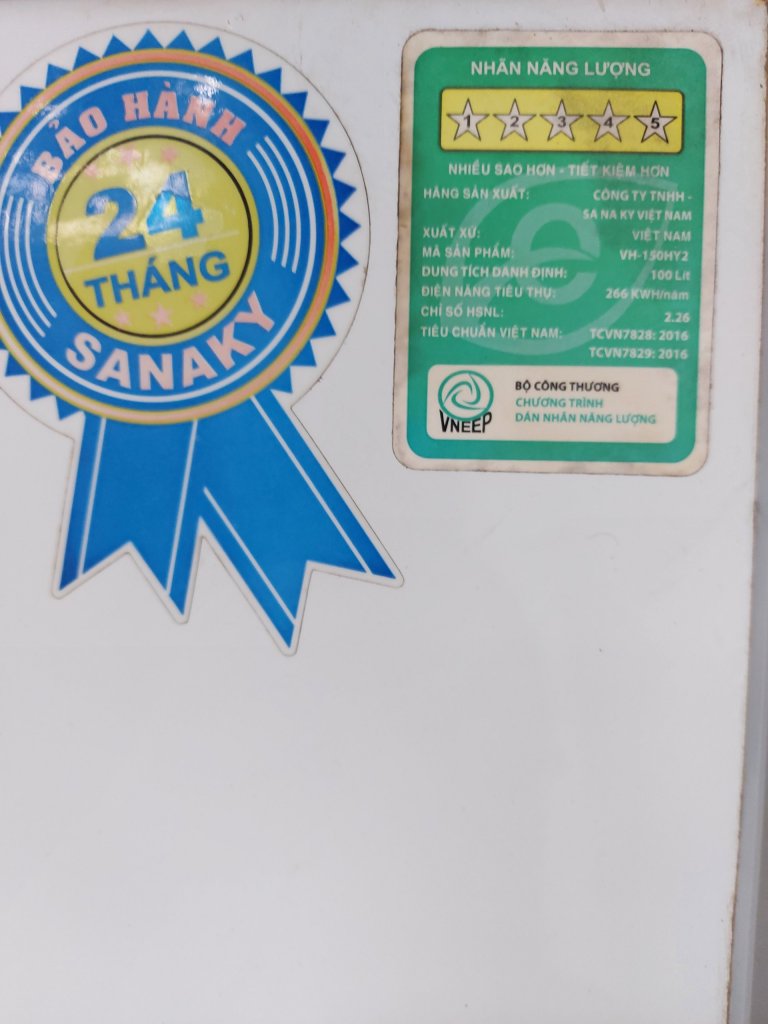 BẢO HÀNH
24
THÁNG
SANAKY
NHÃN NĂNG LƯỢNG
1 2 3 4 5
NHIỀU SAO HƠN - TIẾT KIỆM HƠN
HÃNG SẢN XUẤT: CÔNG TY TNHH -
SA NA KY VIỆT NAM
XUẤT XỨ: VIỆT NAM
MÃ SẢN PHẨM: VH-150HY2
DUNG TÍCH DANH ĐỊNH: 100 Lít
ĐIỆN NĂNG TIÊU THỤ: 266 KWH/năm
CHỈ SỐ HSNL: 2.26
TIÊU CHUẨN VIỆT NAM: TCVN7828: 2016
TCVN7829: 2016
VNEEP
BỘ CÔNG THƯƠNG
CHƯƠNG TRÌNH
DÁN NHÃN NĂNG LƯỢNG